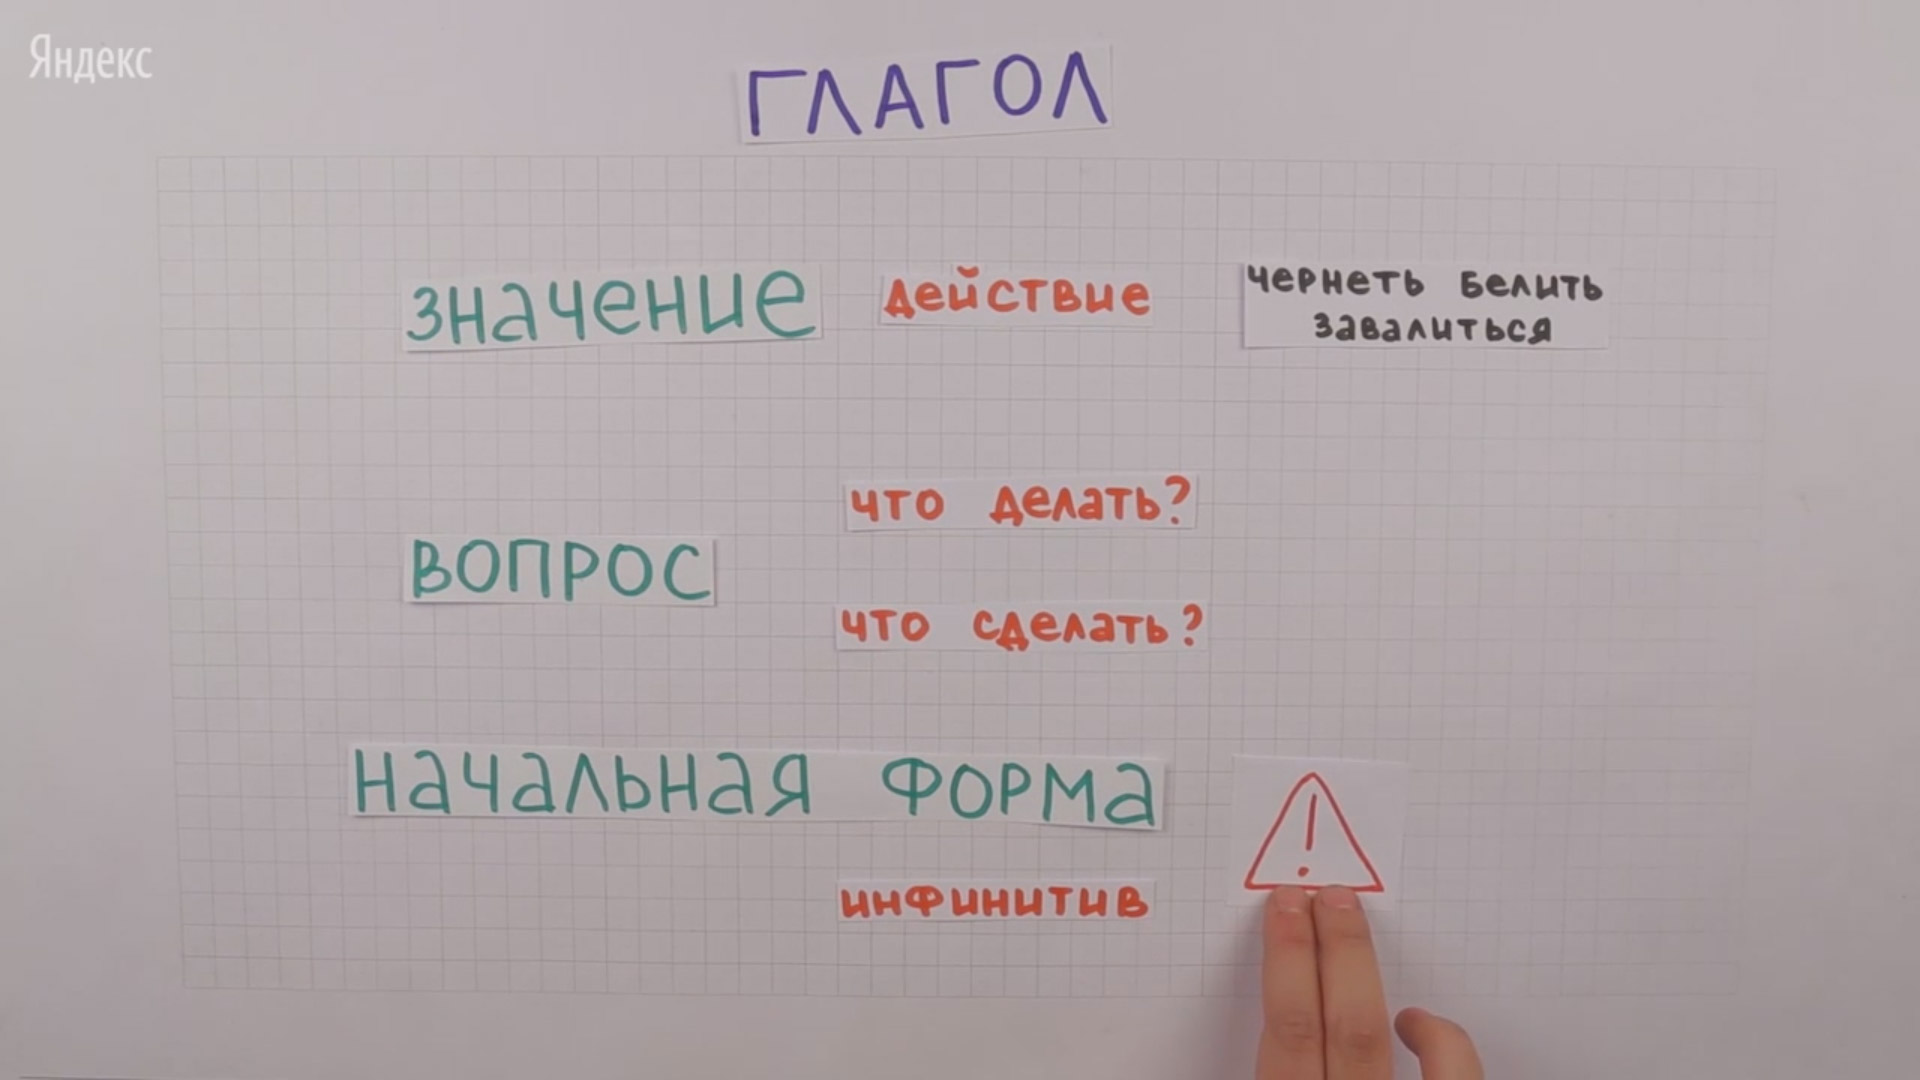 Яндекс
ГЛАГОЛ
значение
действие
чернеть белить
завалиться
вопрос
что делать?
что сделать?
начальная форма
!
инфинитив